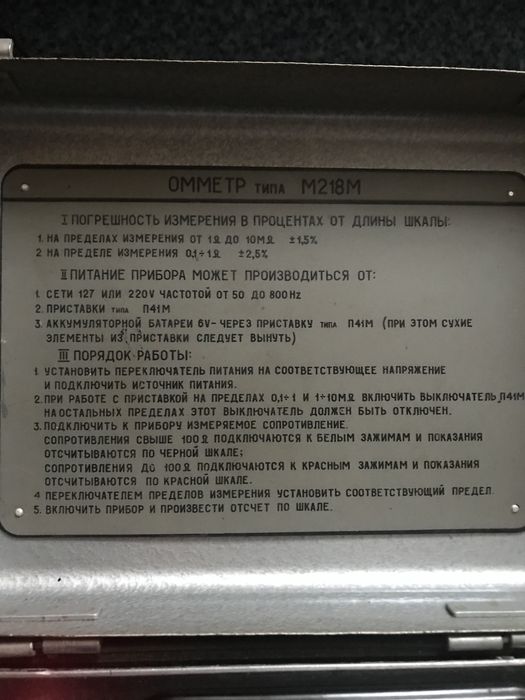 ОММЕТР ТИПА М218М
I ПОГРЕШНОСТЬ ИЗМЕРЕНИЯ В ПРОЦЕНТАХ ОТ ДЛИНЫ ШКАЛЫ:
1. НА ПРЕДЕЛАХ ИЗМЕРЕНИЯ ОТ 1Ω ДО 10МΩ ±1,5%
2 НА ПРЕДЕЛЕ ИЗМЕРЕНИЯ 0,1÷1Ω ±2,5%
II ПИТАНИЕ ПРИБОРА МОЖЕТ ПРОИЗВОДИТЬСЯ ОТ:
1. СЕТИ 127 ИЛИ 220V ЧАСТОТОЙ ОТ 50 ДО 800Hz
2. ПРИСТАВКИ ТИПА П41М
3. АККУМУЛЯТОРНОЙ БАТАРЕИ 6V-ЧЕРЕЗ ПРИСТАВКУ ТИПА П41М (ПРИ ЭТОМ СУХИЕ
ЭЛЕМЕНТЫ ИЗ ПРИСТАВКИ СЛЕДУЕТ ВЫНУТЬ)
III ПОРЯДОК РАБОТЫ:
1. УСТАНОВИТЬ ПЕРЕКЛЮЧАТЕЛЬ ПИТАНИЯ НА СООТВЕТСТВУЮЩЕЕ НАПРЯЖЕНИЕ
И ПОДКЛЮЧИТЬ ИСТОЧНИК ПИТАНИЯ.
2. ПРИ РАБОТЕ С ПРИСТАВКОЙ НА ПРЕДЕЛАХ 0,1÷1 И 1÷10МΩ ВКЛЮЧИТЬ ВЫКЛЮЧАТЕЛЬ П41М
НА ОСТАЛЬНЫХ ПРЕДЕЛАХ ЭТОТ ВЫКЛЮЧАТЕЛЬ ДОЛЖЕН БЫТЬ ОТКЛЮЧЕН.
3. ПОДКЛЮЧИТЬ К ПРИБОРУ ИЗМЕРЯЕМОЕ СОПРОТИВЛЕНИЕ.
СОПРОТИВЛЕНИЯ СВЫШЕ 100Ω ПОДКЛЮЧАЮТСЯ К БЕЛЫМ ЗАЖИМАМ И ПОКАЗАНИЯ
ОТСЧИТЫВАЮТСЯ ПО ЧЕРНОЙ ШКАЛЕ;
СОПРОТИВЛЕНИЯ ДО 100Ω ПОДКЛЮЧАЮТСЯ К КРАСНЫМ ЗАЖИМАМ И ПОКАЗАНИЯ
ОТСЧИТЫВАЮТСЯ ПО КРАСНОЙ ШКАЛЕ.
4 ПЕРЕКЛЮЧАТЕЛЕМ ПРЕДЕЛОВ ИЗМЕРЕНИЯ УСТАНОВИТЬ СООТВЕТСТВУЮЩИЙ ПРЕДЕЛ.
5. ВКЛЮЧИТЬ ПРИБОР И ПРОИЗВЕСТИ ОТСЧЕТ ПО ШКАЛЕ.